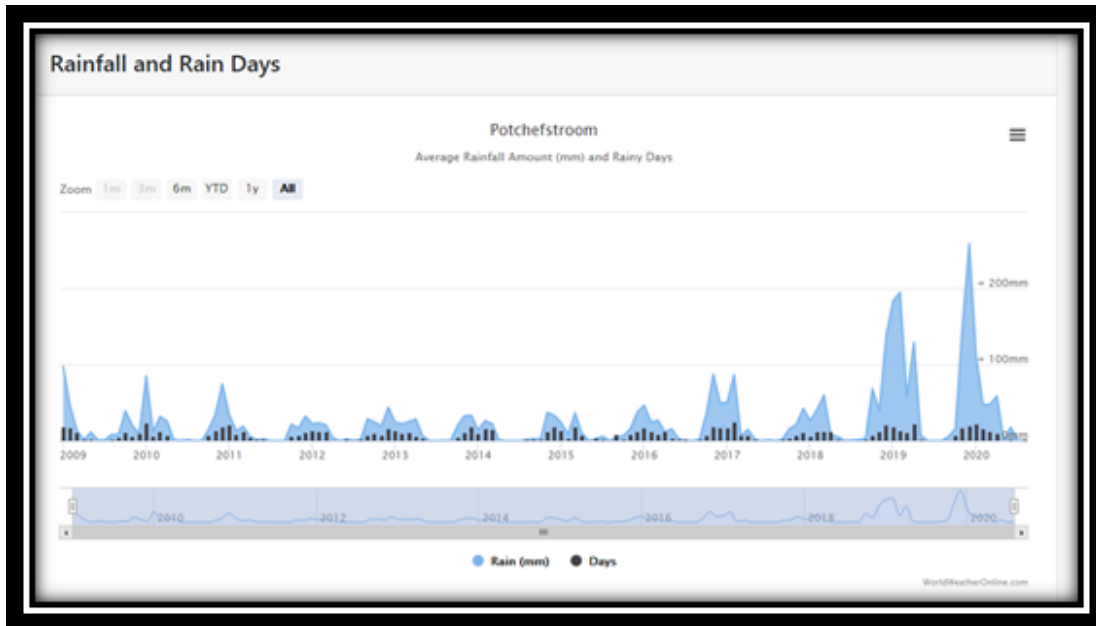 Rainfall and Rain Days
Potchefstroom
Average Rainfall Amount (mm) and Rainy Days
Zoom 1m 3m 6m YTD 1y All
200mm
100mm
0mm
2009 2010 2011 2012 2013 2014 2015 2016 2017 2018 2019 2020
2010 2012 2014 2016 2018 2020
Rain (mm) Days
WorldWeatherOnline.com